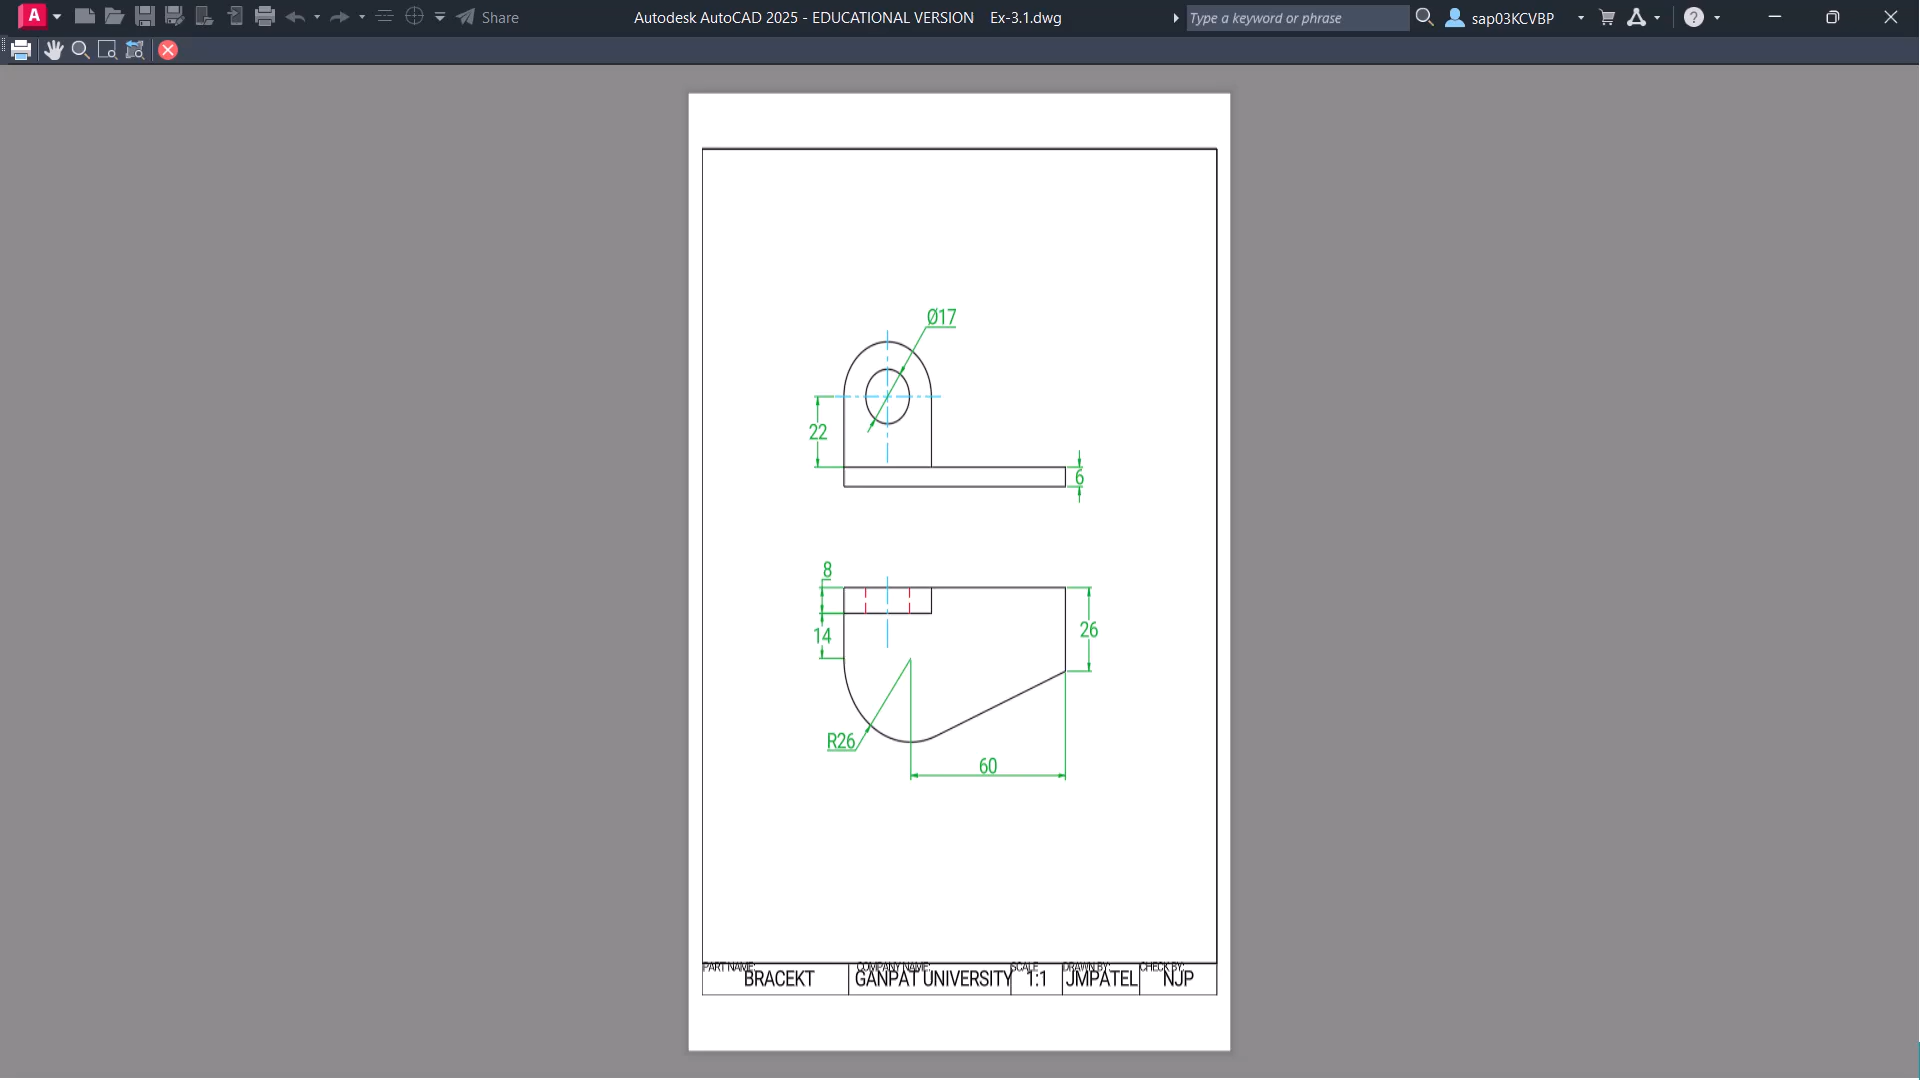 A
Share
Autodesk AutoCAD 2025 - EDUCATIONAL VERSION Ex-3.1.dwg
Type a keyword or phrase
sap03KCVBP
?
Ø17
22
6
8
14
26
R26
60
PART NAME: COMPANY NAME: SCALE DRAWN BY: CHECK BY:
BRACEKT GANPAT UNIVERSITY 1:1 JMPATEL NJP